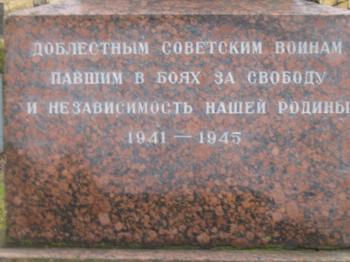 ДОБЛЕСТНЫМ СОВЕТСКИМ ВОИНАМ
ПАВШИМ В БОЯХ ЗА СВОБОДУ
И НЕЗАВИСИМОСТЬ НАШЕЙ РОДИНЫ
1941 — 1945